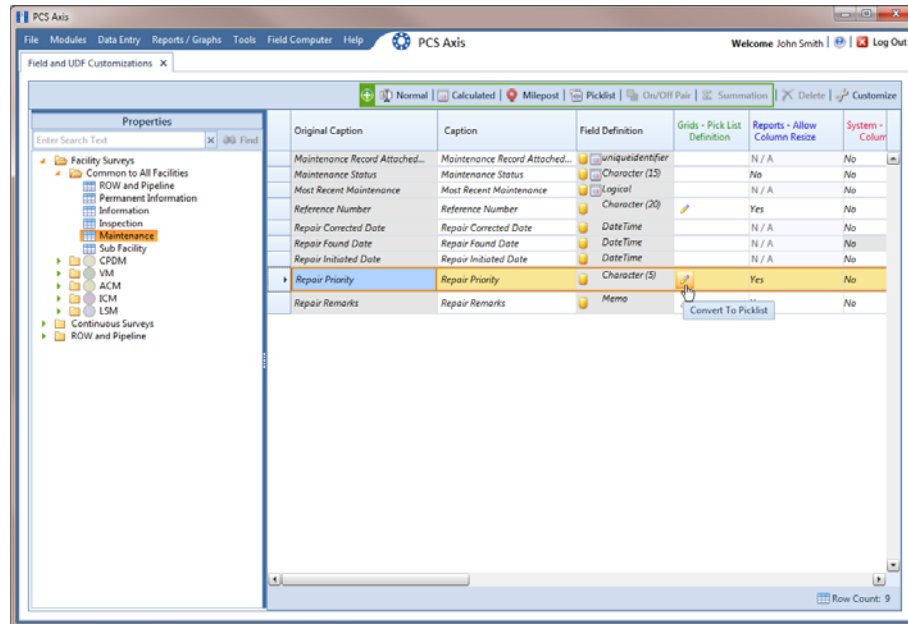 PCS Axis
File Modules Data Entry Reports / Graphs Tools Field Computer Help PCS Axis Welcome John Smith | | Log Out
Field and UDF Customizations X
Normal | Calculated | Milepost | Picklist | On/Off Pair | Summation | Delete | Customize
Properties
Enter Search Text Find
Facility Surveys
Common to All Facilities
ROW and Pipeline
Permanent Information
Information
Inspection
Maintenance
Sub Facility
CPDM
VM
ACM
ICM
LSM
Continuous Surveys
ROW and Pipeline
Original Caption Caption Field Definition Grids - Pick List Definition Reports - Allow Column Resize System - Colum
Maintenance Record Attached... Maintenance Record Attached... uniqueidentifier N / A No
Maintenance Status Maintenance Status Character (15) No No
Most Recent Maintenance Most Recent Maintenance Logical N / A No
Reference Number Reference Number Character (20) Yes No
Repair Corrected Date Repair Corrected Date DateTime N / A No
Repair Found Date Repair Found Date DateTime N / A No
Repair Initiated Date Repair Initiated Date DateTime N / A No
Repair Priority Repair Priority Character (5) Yes No
Repair Remarks Repair Remarks Memo No
Convert To Picklist
Row Count: 9